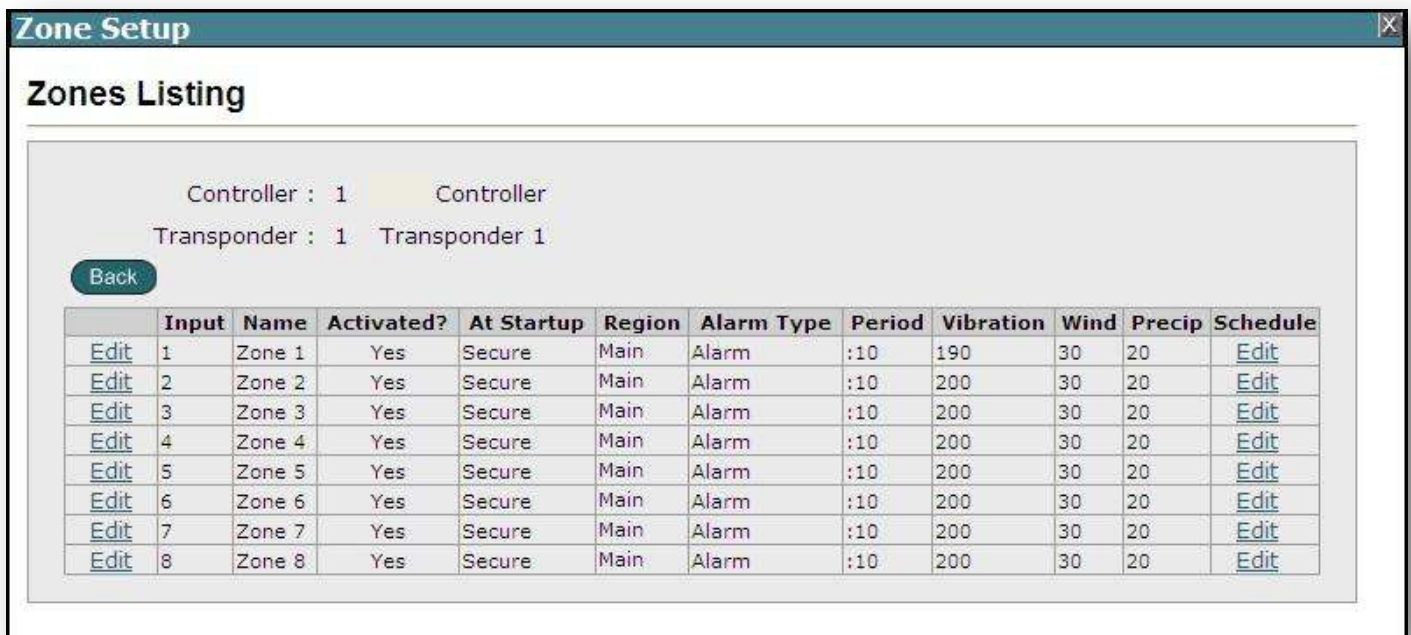 Zone Setup X
Zones Listing
Controller : 1 Controller
Transponder : 1 Transponder 1
Back
Input Name Activated? At Startup Region Alarm Type Period Vibration Wind Precip Schedule
Edit 1 Zone 1 Yes Secure Main Alarm :10 190 30 20 Edit
Edit 2 Zone 2 Yes Secure Main Alarm :10 200 30 20 Edit
Edit 3 Zone 3 Yes Secure Main Alarm :10 200 30 20 Edit
Edit 4 Zone 4 Yes Secure Main Alarm :10 200 30 20 Edit
Edit 5 Zone 5 Yes Secure Main Alarm :10 200 30 20 Edit
Edit 6 Zone 6 Yes Secure Main Alarm :10 200 30 20 Edit
Edit 7 Zone 7 Yes Secure Main Alarm :10 200 30 20 Edit
Edit 8 Zone 8 Yes Secure Main Alarm :10 200 30 20 Edit